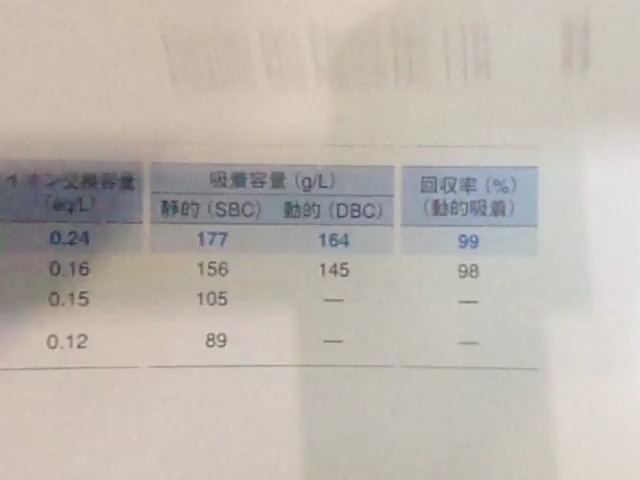 イオン交換容量 吸着容量 (g/L) 回収率 (%)
(eq/L) 静的 (SBC) 動的 (DBC) (動的吸着)
0.24 177 164 99
0.16 156 145 98
0.15 105 — —
0.12 89 — —